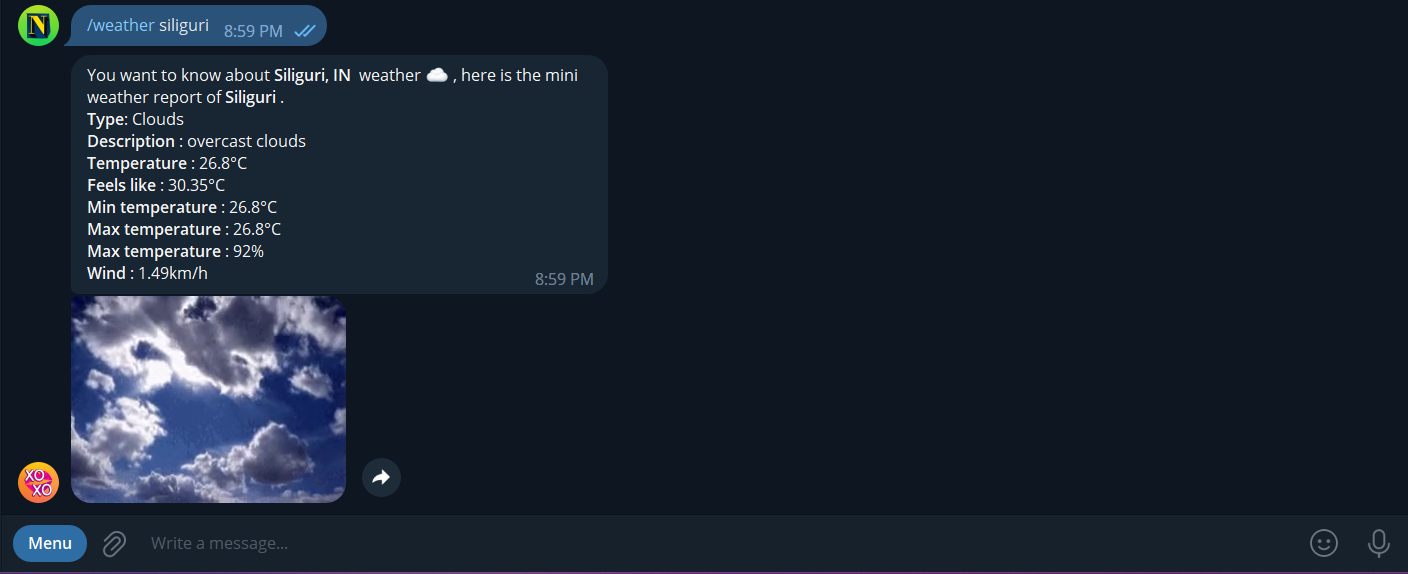 N
/weather siliguri 8:59 PM
You want to know about Siliguri, IN weather ☁️ , here is the mini
weather report of Siliguri .
Type: Clouds
Description : overcast clouds
Temperature : 26.8°C
Feels like : 30.35°C
Min temperature : 26.8°C
Max temperature : 26.8°C
Max temperature : 92%
Wind : 1.49km/h
8:59 PM
XO
XO
Menu
Write a message...